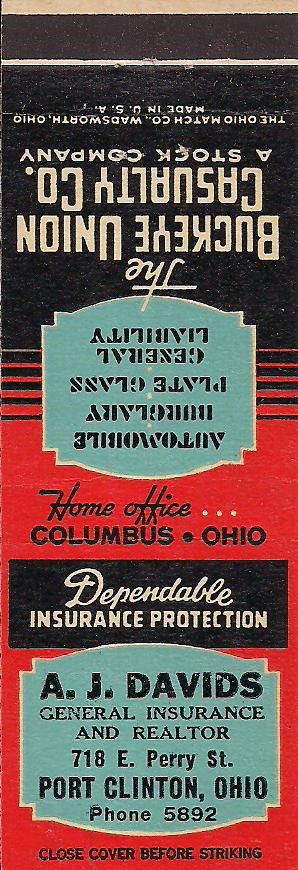 The
BUCKEYE UNION
CASUALTY CO.
A STOCK COMPANY
THE OHIO MATCH CO., WADSWORTH, OHIO
MADE IN U. S. A.
AUTOMOBILE
BURGLARY
PLATE GLASS
GENERAL
LIABILITY
Home office ...
COLUMBUS • OHIO
Dependable
INSURANCE PROTECTION
A. J. DAVIDS
GENERAL INSURANCE
AND REALTOR
718 E. Perry St.
PORT CLINTON, OHIO
Phone 5892
CLOSE COVER BEFORE STRIKING